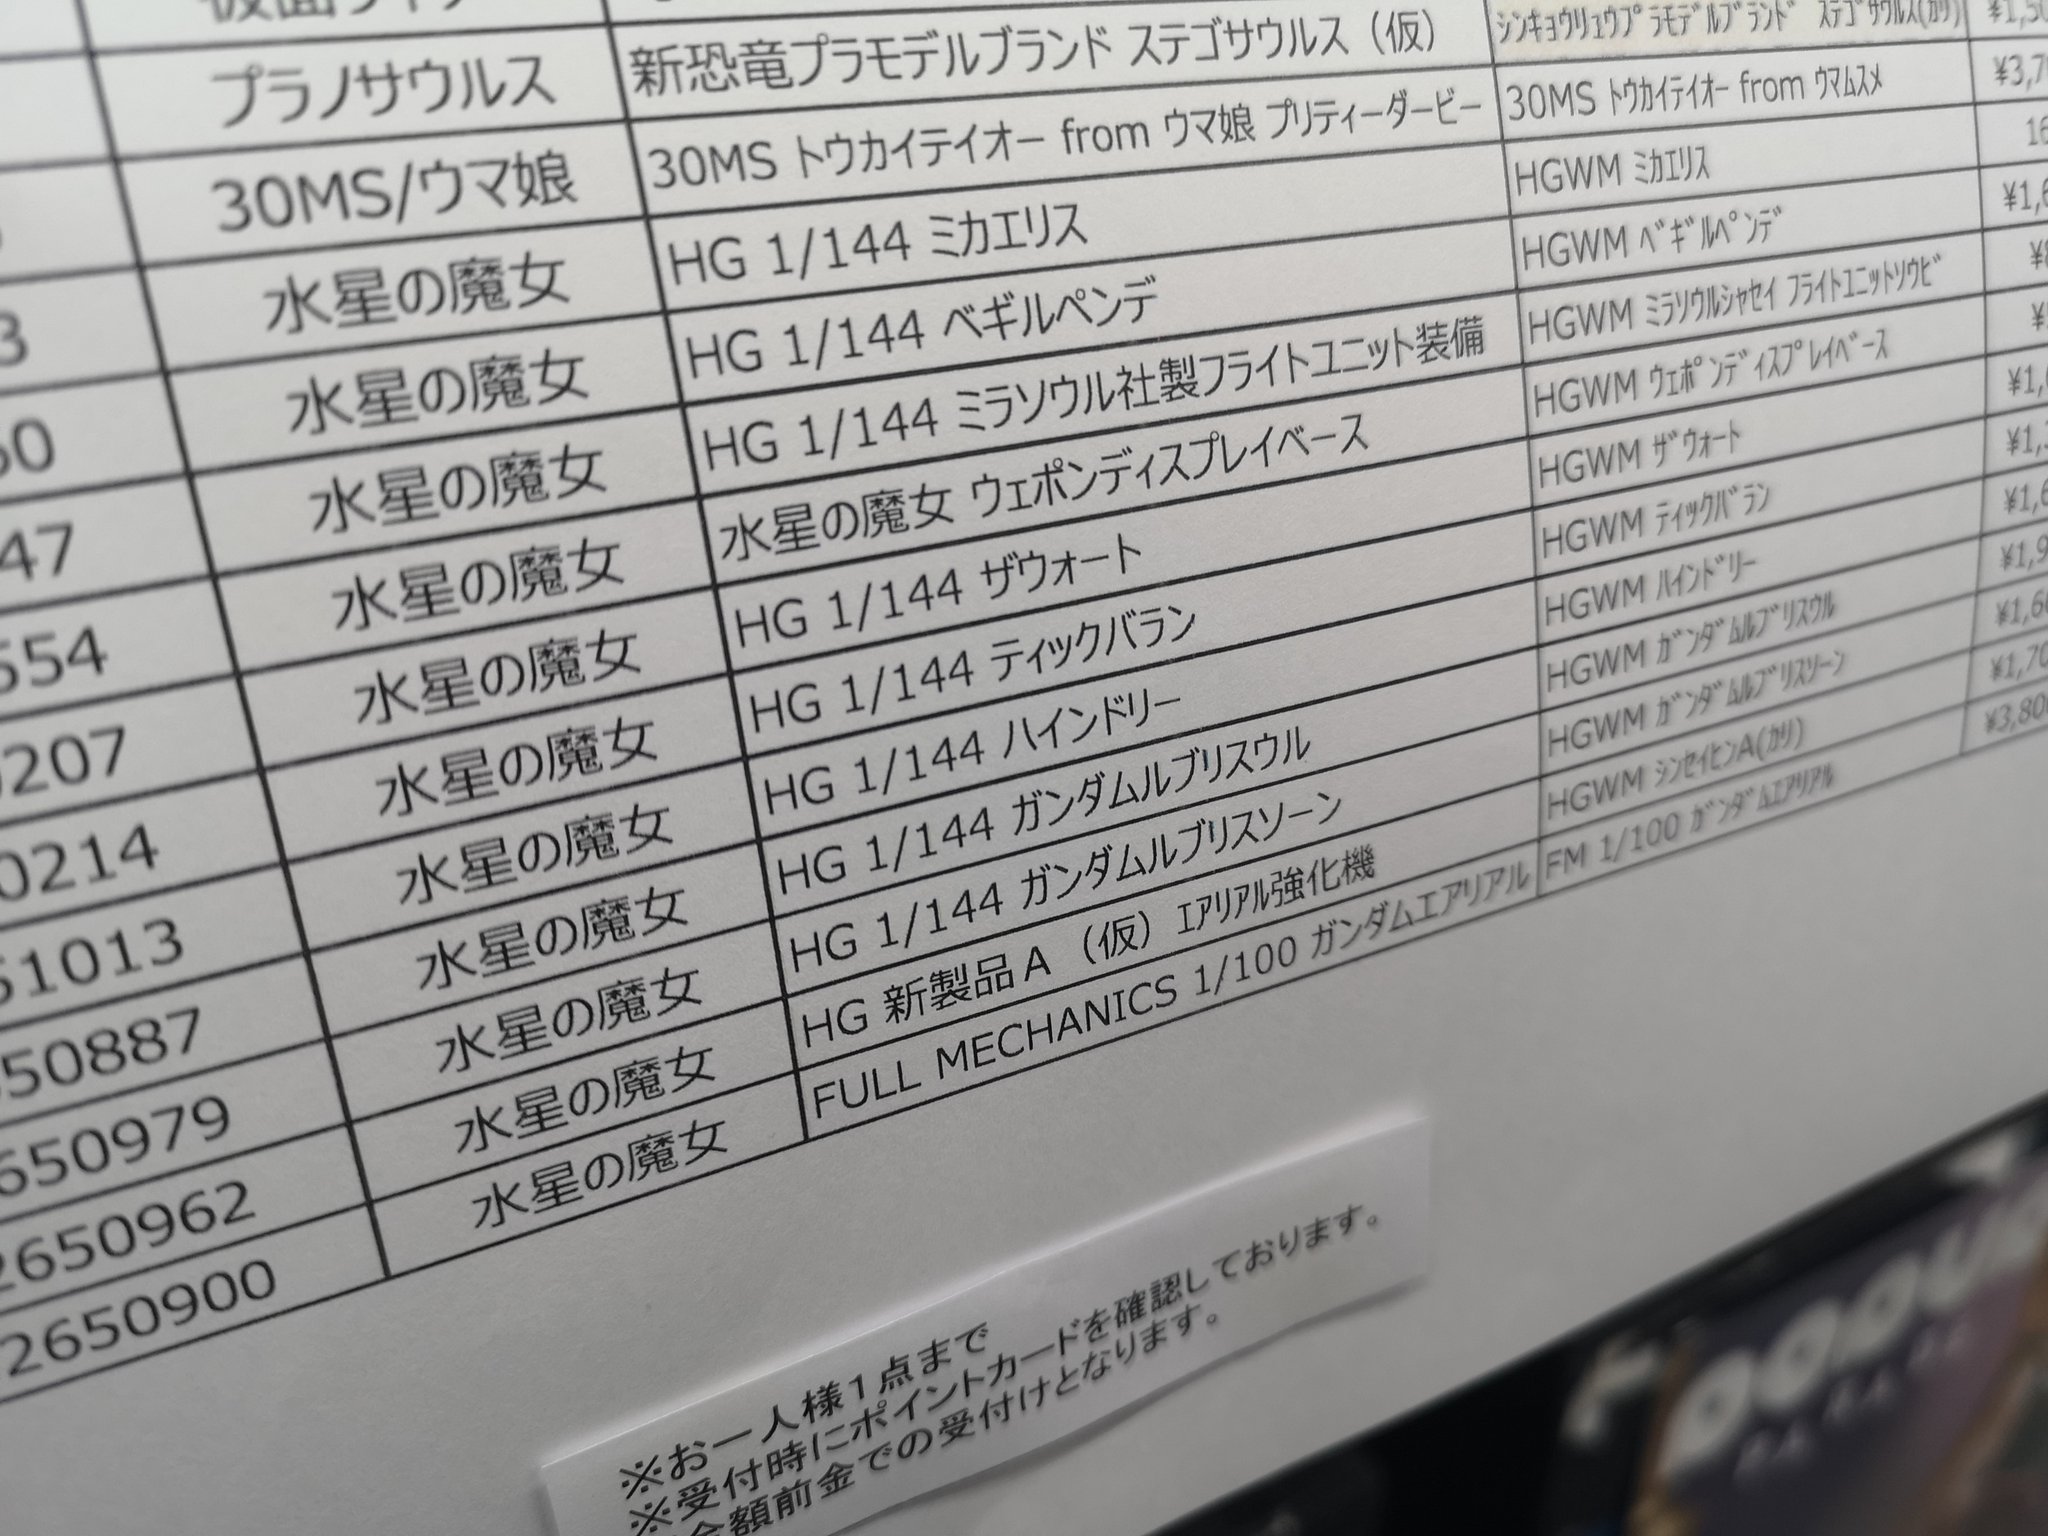 プラノサウルス 新恐竜プラモデルブランド ステゴサウルス（仮） ｼﾝｷｮｳﾘｭｳﾌﾟﾗﾓﾃﾞﾙﾌﾞﾗﾝﾄﾞ ｽﾃｺﾞｻｳﾙｽ(ｶﾘ)
30MS/ウマ娘 30MS トウカイテイオー from ウマ娘 プリティーダービー 30MS ﾄｳｶｲﾃｲｵｰ from ｳﾏﾑｽﾒ
水星の魔女 HG 1/144 ミカエリス HGWM ﾐｶｴﾘｽ
水星の魔女 HG 1/144 ベギルペンデ HGWM ﾍﾞｷﾞﾙﾍﾟﾝﾃﾞ
47 水星の魔女 HG 1/144 ミラソウル社製フライトユニット装備 HGWM ﾐﾗｿｳﾙｼｬｾｲ ﾌﾗｲﾄﾕﾆｯﾄｿｳﾋﾞ
554 水星の魔女 水星の魔女 ウェポンディスプレイベース HGWM ｳｪﾎﾟﾝﾃﾞｨｽﾌﾟﾚｲﾍﾞｰｽ
0207 水星の魔女 HG 1/144 ザウォート HGWM ｻﾞｳｫｰﾄ
0214 水星の魔女 HG 1/144 ティックバラン HGWM ﾃｨｯｸﾊﾞﾗﾝ
51013 水星の魔女 HG 1/144 ハインドリー HGWM ﾊｲﾝﾄﾞﾘｰ
50887 水星の魔女 HG 1/144 ガンダムルブリスウル HGWM ｶﾞﾝﾀﾞﾑﾙﾌﾞﾘｽｳﾙ
650979 水星の魔女 HG 1/144 ガンダムルブリスソーン HGWM ｶﾞﾝﾀﾞﾑﾙﾌﾞﾘｽｿｰﾝ
2650962 水星の魔女 HG 新製品A（仮）ｴｱﾘｱﾙ強化機 HGWM ｼﾝｾｲﾋﾝA(ｶﾘ)
2650900 水星の魔女 FULL MECHANICS 1/100 ガンダムエアリアル FM 1/100 ｶﾞﾝﾀﾞﾑｴｱﾘｱﾙ
※お一人様1点まで
※受付時にポイントカードを確認しております。
金額前金での受付けとなります。